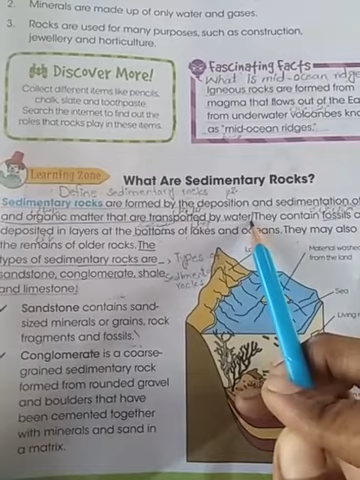 2. Minerals are made up of only water and gases.
3. Rocks are used for many purposes, such as construction,
jewellery and horticulture.
Discover More!
Collect different items like pencils,
chalk, slate and toothpaste.
Search the internet to find out the
roles that rocks play in these items.
Fascinating Facts
What is mid-ocean ridge
Igneous rocks are formed from
magma that flows out of the Ea
from underwater volcanoes kno
as "mid-ocean ridges."
Learning Zone
What Are Sedimentary Rocks?
Define sedimentary rocks
Sedimentary rocks are formed by the deposition and sedimentation of
and organic matter that are transported by water. They contain fossils a
deposited in layers at the bottoms of lakes and oceans. They may also
the remains of older rocks. The
types of sedimentary rocks are
sandstone, conglomerate, shale
and limestone.
Types of
Sedimentary
rocks
Material washed
from the land
Sea
Living
Sandstone contains sand-
sized minerals or grains, rock
fragments and fossils.
Conglomerate is a coarse-
grained sedimentary rock
formed from rounded gravel
and boulders that have
been cemented together
with minerals and sand in
a matrix.